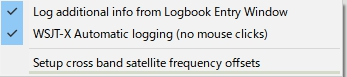 Log additional info from Logbook Entry Window
WSJT-X Automatic logging (no mouse clicks)
Setup cross band satellite frequency offsets